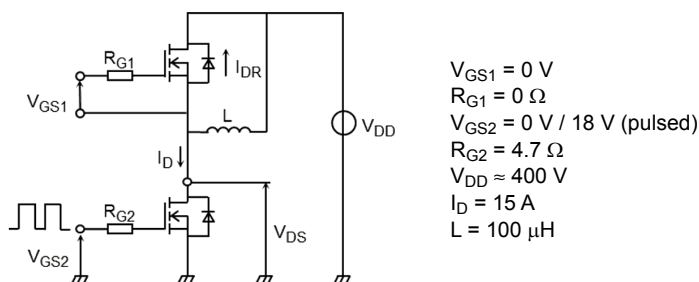 R_G1
I_DR
V_GS1
L
V_DD
I_D
R_G2
V_GS2
V_DS
V_GS1 = 0 V
R_G1 = 0 Ω
V_GS2 = 0 V / 18 V (pulsed)
R_G2 = 4.7 Ω
V_DD ≈ 400 V
I_D = 15 A
L = 100 μH